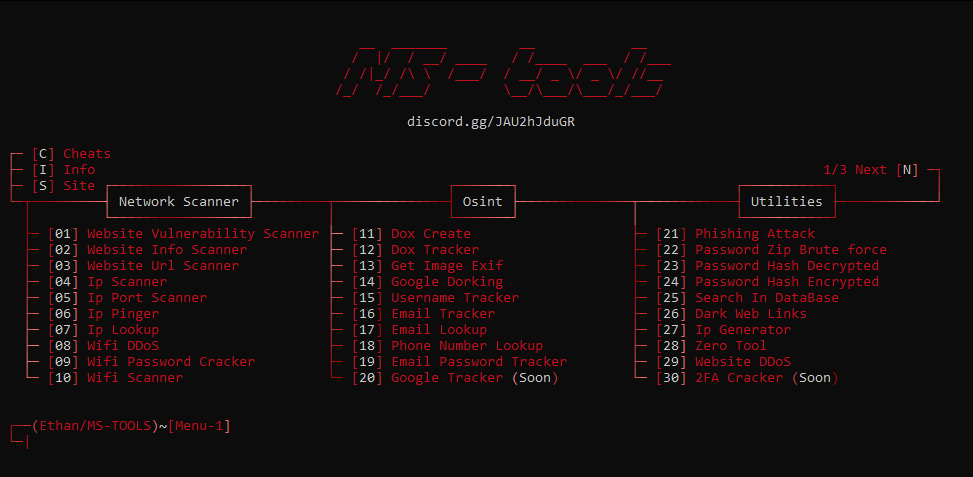 MS - tools
discord.gg/JAU2hJduGR
[C] Cheats
[I] Info
1/3 Next [N]
[S] Site
Network Scanner
Osint
Utilities
[01] Website Vulnerability Scanner
[11] Dox Create
[21] Phishing Attack
[02] Website Info Scanner
[12] Dox Tracker
[22] Password Zip Brute force
[03] Website Url Scanner
[13] Get Image Exif
[23] Password Hash Decrypted
[04] Ip Scanner
[14] Google Dorking
[24] Password Hash Encrypted
[05] Ip Port Scanner
[15] Username Tracker
[25] Search In DataBase
[06] Ip Pinger
[16] Email Tracker
[26] Dark Web Links
[07] Ip Lookup
[17] Email Lookup
[27] Ip Generator
[08] Wifi DDoS
[18] Phone Number Lookup
[28] Zero Tool
[09] Wifi Password Cracker
[19] Email Password Tracker
[29] Website DDoS
[10] Wifi Scanner
[20] Google Tracker (Soon)
[30] 2FA Cracker (Soon)
(Ethan/MS-TOOLS)~[Menu-1]